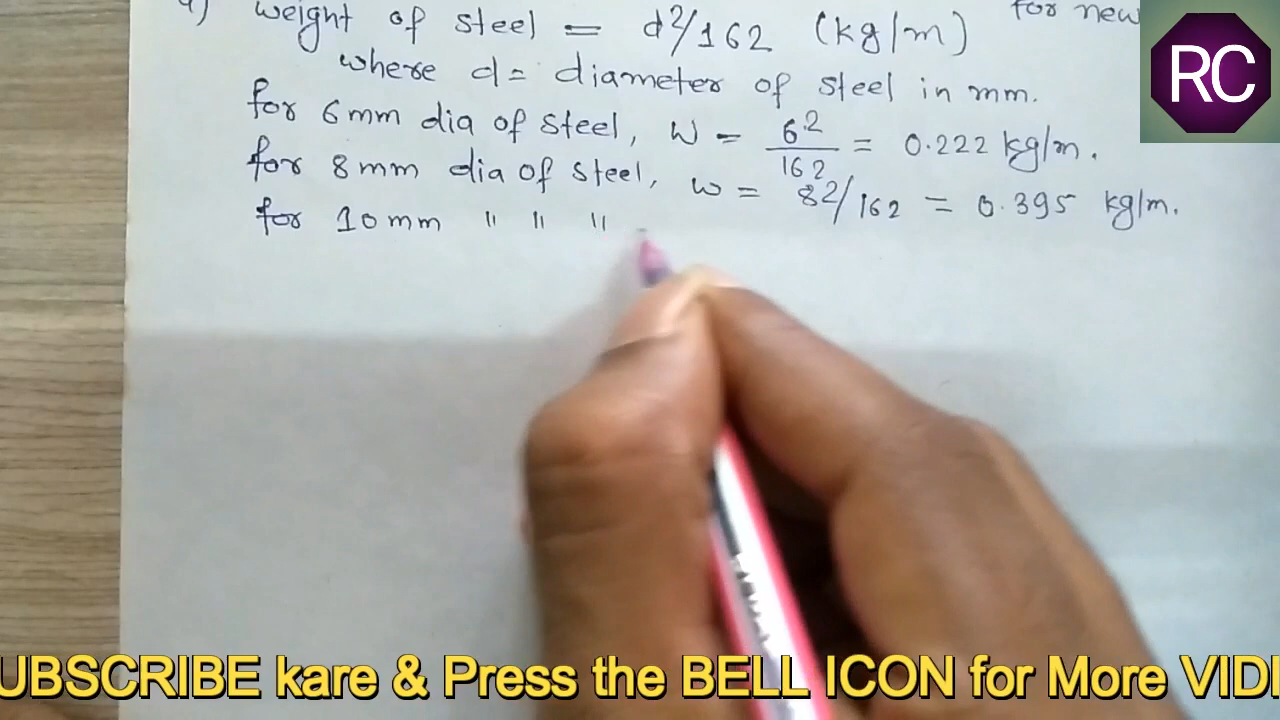 4) weight of steel = d²/162 (kg/m) for new
where d = diameter of steel in mm.
for 6mm dia of steel, W = 6²/162 = 0.222 kg/m.
for 8mm dia of steel, w = 8²/162 = 0.395 kg/m.
for 10mm " " "
RC
UBSCRIBE kare & Press the BELL ICON for More VIDE